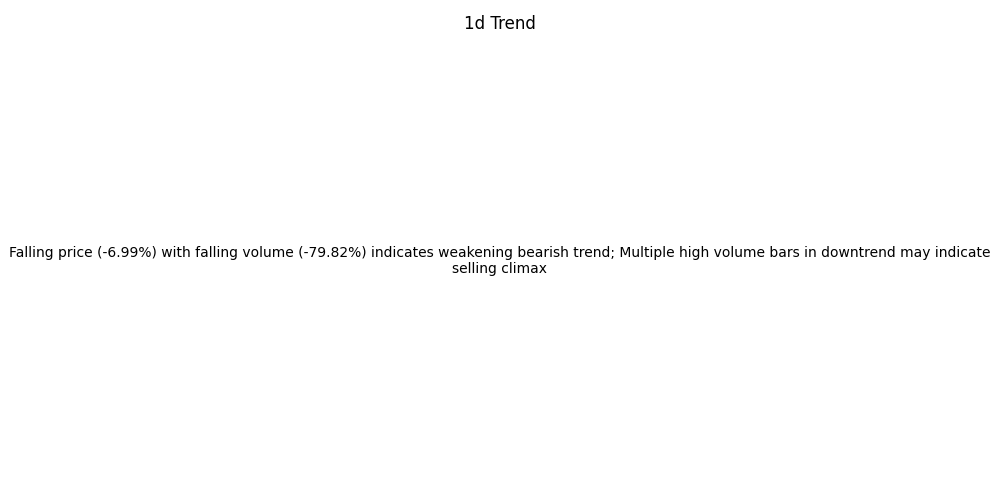 1d Trend
Falling price (-6.99%) with falling volume (-79.82%) indicates weakening bearish trend; Multiple high volume bars in downtrend may indicate
selling climax